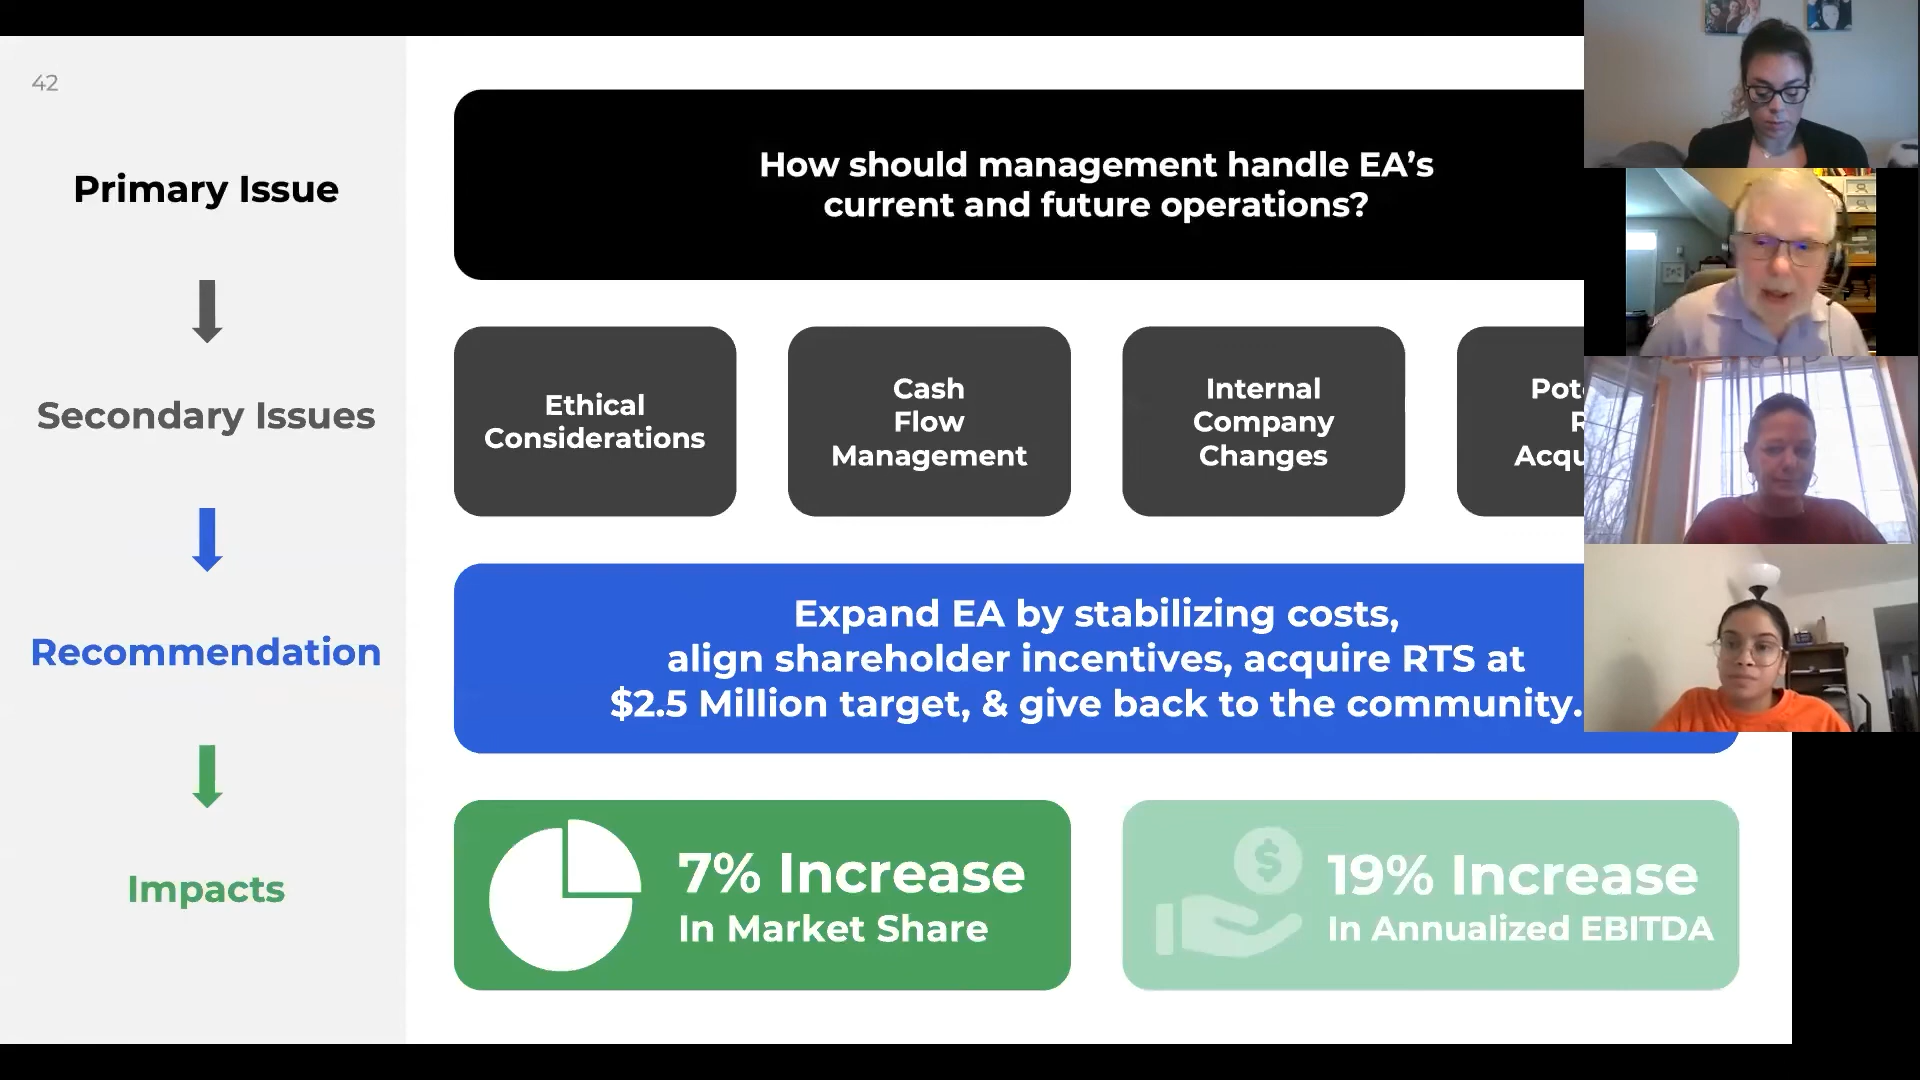 42
Primary Issue
How should management handle EA’s
current and future operations?
Secondary Issues
Ethical
Considerations
Cash
Flow
Management
Internal
Company
Changes
Recommendation
Expand EA by stabilizing costs,
align shareholder incentives, acquire RTS at
$2.5 Million target, & give back to the community.
Impacts
7% Increase
In Market Share
19% Increase
In Annualized EBITDA